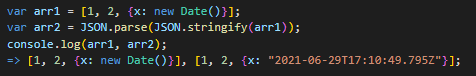 var arr1 = [1, 2, {x: new Date()}];
var arr2 = JSON.parse(JSON.stringify(arr1));
console.log(arr1, arr2);
=> [1, 2, {x: new Date()}], [1, 2, {x: "2021-06-29T17:10:49.795Z"}];